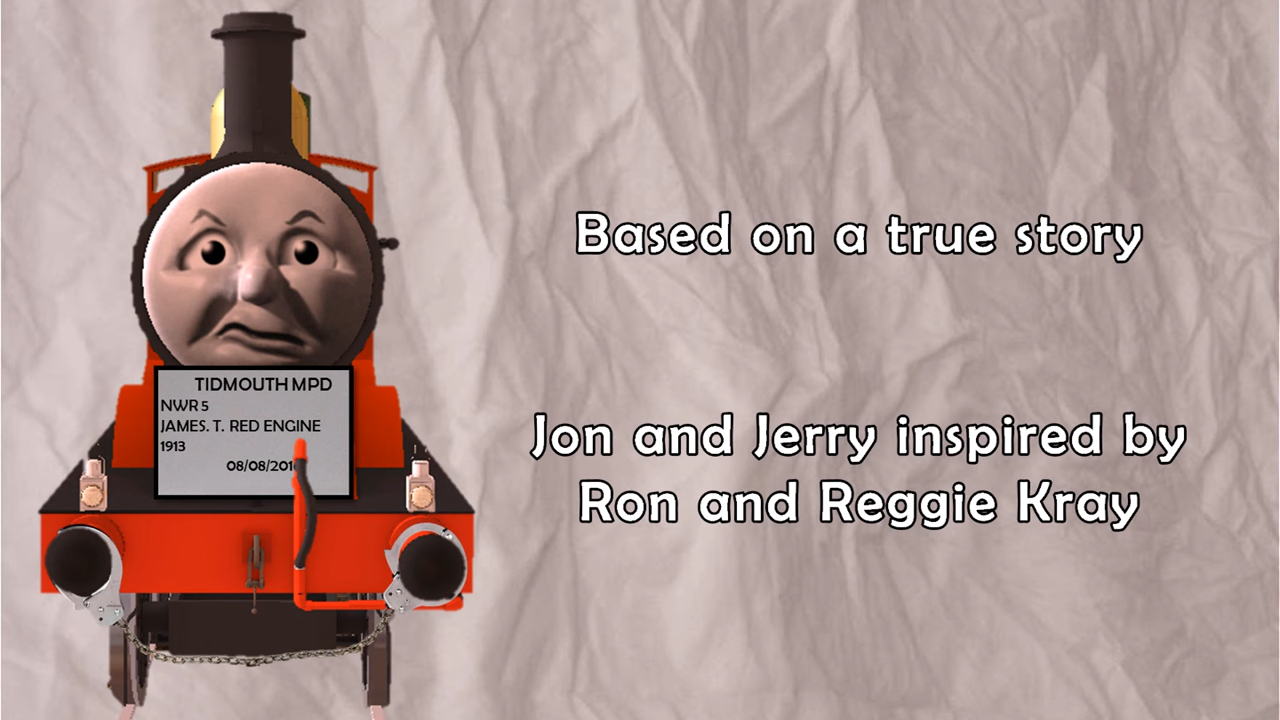 TIDMOUTH MPD
NWR 5
JAMES. T. RED ENGINE
1913
Based on a true story
Jon and Jerry inspired by
Ron and Reggie Kray